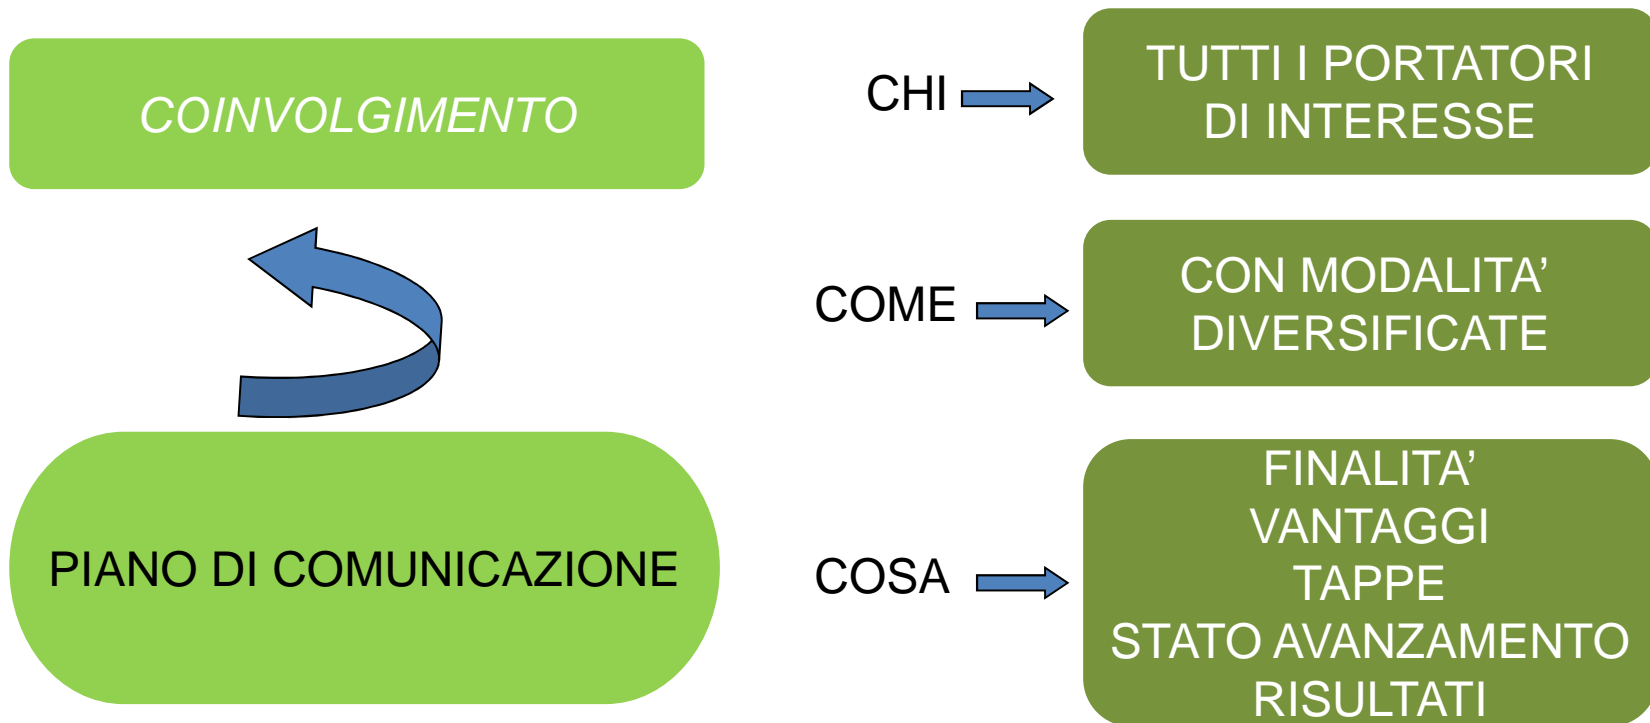 COINVOLGIMENTO
PIANO DI COMUNICAZIONE
CHI
TUTTI I PORTATORI
DI INTERESSE
COME
CON MODALITA’
DIVERSIFICATE
COSA
FINALITA’
VANTAGGI
TAPPE
STATO AVANZAMENTO
RISULTATI